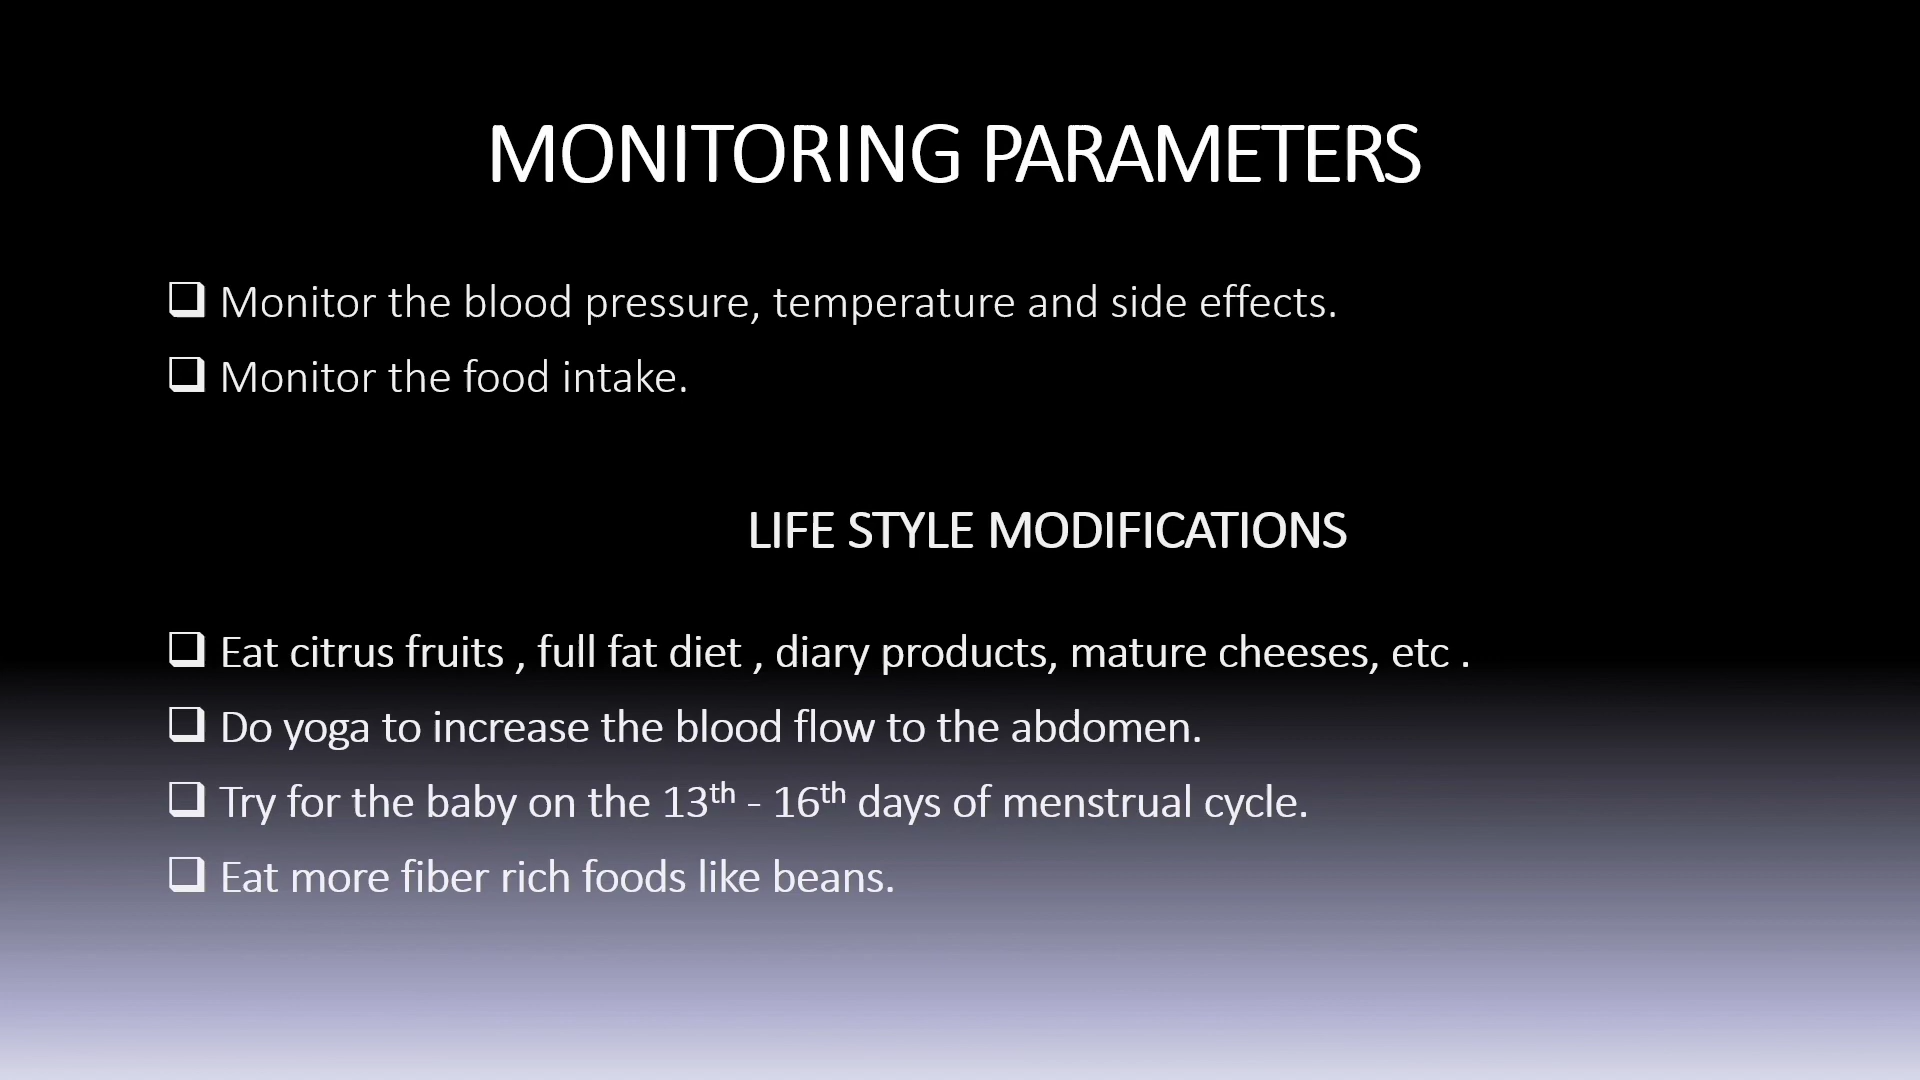 MONITORING PARAMETERS
❑ Monitor the blood pressure, temperature and side effects.
❑ Monitor the food intake.
LIFE STYLE MODIFICATIONS
❑ Eat citrus fruits , full fat diet , diary products, mature cheeses, etc .
❑ Do yoga to increase the blood flow to the abdomen.
❑ Try for the baby on the 13th - 16th days of menstrual cycle.
❑ Eat more fiber rich foods like beans.